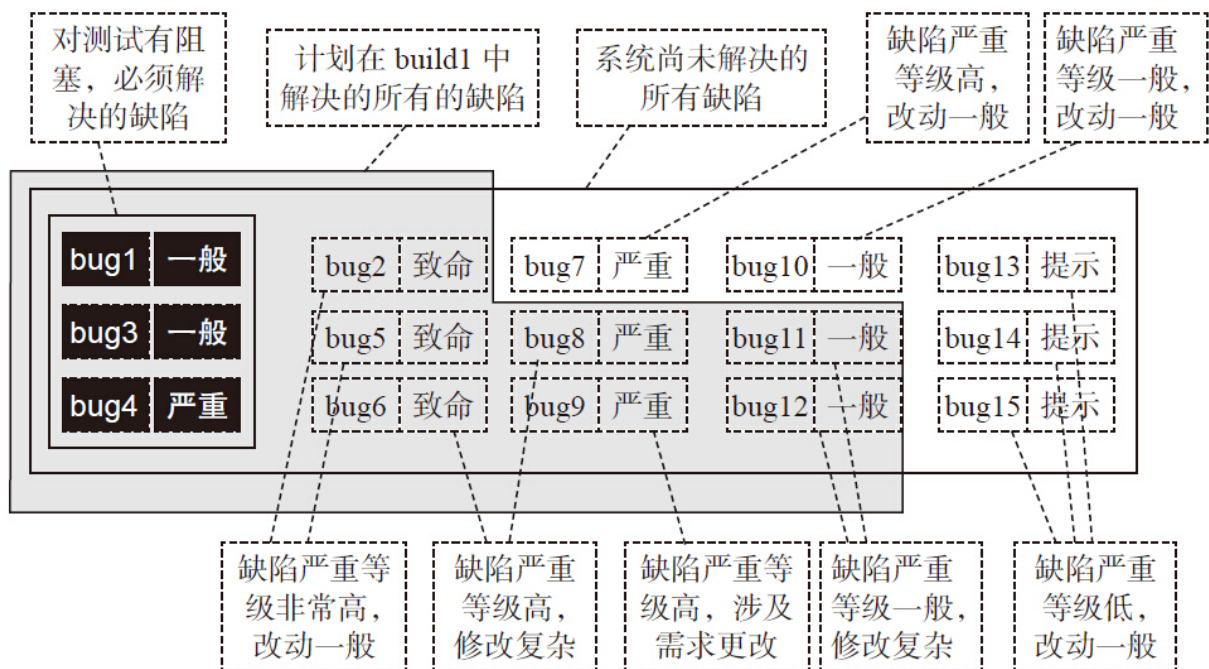 对测试有阻
塞，必须解
决的缺陷
计划在 build1 中
解决的所有的缺陷
系统尚未解决的
所有缺陷
缺陷严重
等级高，
改动一般
缺陷严重
等级一般，
改动一般
bug1 一般
bug2 致命
bug7 严重
bug10 一般
bug13 提示
bug3 一般
bug5 致命
bug8 严重
bug11 一般
bug14 提示
bug4 严重
bug6 致命
bug9 严重
bug12 一般
bug15 提示
缺陷严重等
级非常高，
改动一般
缺陷严重
等级高，
修改复杂
缺陷严重等
级高，涉及
需求更改
缺陷严重
等级一般，
修改复杂
缺陷严重
等级低，
改动一般